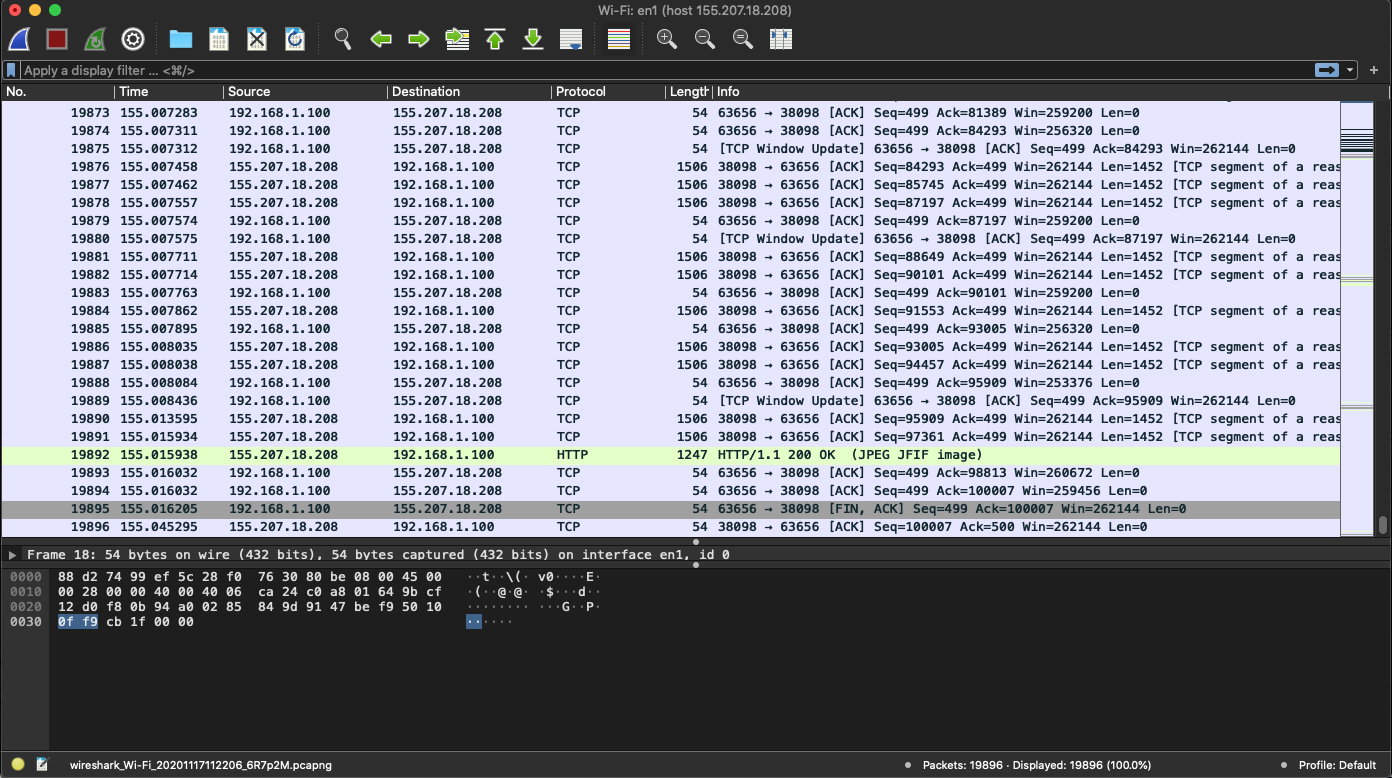 Wi-Fi: en1 (host 155.207.18.208)
Apply a display filter ... <⌘/>
No. Time Source Destination Protocol Length Info
19873 155.007283 192.168.1.100 155.207.18.208 TCP 54 63656 → 38098 [ACK] Seq=499 Ack=81389 Win=259200 Len=0
19874 155.007311 192.168.1.100 155.207.18.208 TCP 54 63656 → 38098 [ACK] Seq=499 Ack=84293 Win=256320 Len=0
19875 155.007312 192.168.1.100 155.207.18.208 TCP 54 [TCP Window Update] 63656 → 38098 [ACK] Seq=499 Ack=84293 Win=262144 Len=0
19876 155.007458 155.207.18.208 192.168.1.100 TCP 1506 38098 → 63656 [ACK] Seq=84293 Ack=499 Win=262144 Len=1452 [TCP segment of a reas
19877 155.007462 155.207.18.208 192.168.1.100 TCP 1506 38098 → 63656 [ACK] Seq=85745 Ack=499 Win=262144 Len=1452 [TCP segment of a reas
19878 155.007557 155.207.18.208 192.168.1.100 TCP 1506 38098 → 63656 [ACK] Seq=87197 Ack=499 Win=262144 Len=1452 [TCP segment of a reas
19879 155.007574 192.168.1.100 155.207.18.208 TCP 54 63656 → 38098 [ACK] Seq=499 Ack=87197 Win=259200 Len=0
19880 155.007575 192.168.1.100 155.207.18.208 TCP 54 [TCP Window Update] 63656 → 38098 [ACK] Seq=499 Ack=87197 Win=262144 Len=0
19881 155.007711 155.207.18.208 192.168.1.100 TCP 1506 38098 → 63656 [ACK] Seq=88649 Ack=499 Win=262144 Len=1452 [TCP segment of a reas
19882 155.007714 155.207.18.208 192.168.1.100 TCP 1506 38098 → 63656 [ACK] Seq=90101 Ack=499 Win=262144 Len=1452 [TCP segment of a reas
19883 155.007763 192.168.1.100 155.207.18.208 TCP 54 63656 → 38098 [ACK] Seq=499 Ack=90101 Win=259200 Len=0
19884 155.007862 155.207.18.208 192.168.1.100 TCP 1506 38098 → 63656 [ACK] Seq=91553 Ack=499 Win=262144 Len=1452 [TCP segment of a reas
19885 155.007895 192.168.1.100 155.207.18.208 TCP 54 63656 → 38098 [ACK] Seq=499 Ack=93005 Win=256320 Len=0
19886 155.008035 155.207.18.208 192.168.1.100 TCP 1506 38098 → 63656 [ACK] Seq=93005 Ack=499 Win=262144 Len=1452 [TCP segment of a reas
19887 155.008038 155.207.18.208 192.168.1.100 TCP 1506 38098 → 63656 [ACK] Seq=94457 Ack=499 Win=262144 Len=1452 [TCP segment of a reas
19888 155.008084 192.168.1.100 155.207.18.208 TCP 54 63656 → 38098 [ACK] Seq=499 Ack=95909 Win=253376 Len=0
19889 155.008436 192.168.1.100 155.207.18.208 TCP 54 [TCP Window Update] 63656 → 38098 [ACK] Seq=499 Ack=95909 Win=262144 Len=0
19890 155.013595 155.207.18.208 192.168.1.100 TCP 1506 38098 → 63656 [ACK] Seq=95909 Ack=499 Win=262144 Len=1452 [TCP segment of a reas
19891 155.015934 155.207.18.208 192.168.1.100 TCP 1506 38098 → 63656 [ACK] Seq=97361 Ack=499 Win=262144 Len=1452 [TCP segment of a reas
19892 155.015938 155.207.18.208 192.168.1.100 HTTP 1247 HTTP/1.1 200 OK  (JPEG JFIF image)
19893 155.016032 192.168.1.100 155.207.18.208 TCP 54 63656 → 38098 [ACK] Seq=499 Ack=98813 Win=260672 Len=0
19894 155.016032 192.168.1.100 155.207.18.208 TCP 54 63656 → 38098 [ACK] Seq=499 Ack=100007 Win=259456 Len=0
19895 155.016205 192.168.1.100 155.207.18.208 TCP 54 63656 → 38098 [FIN, ACK] Seq=499 Ack=100007 Win=262144 Len=0
19896 155.045295 155.207.18.208 192.168.1.100 TCP 54 38098 → 63656 [ACK] Seq=100007 Ack=500 Win=262144 Len=0
Frame 18: 54 bytes on wire (432 bits), 54 bytes captured (432 bits) on interface en1, id 0
0000 88 d2 74 99 ef 5c 28 f0 76 30 80 be 08 00 45 00 ··t··\(· v0····E·
0010 00 28 00 00 40 00 40 06 ca 24 c0 a8 01 64 9b cf ·(··@·@· ·$···d··
0020 12 d0 f8 0b 94 a0 02 85 84 9d 91 47 be f9 50 10 ········ ···G··P·
0030 0f f9 cb 1f 00 00 ······
wireshark_Wi-Fi_20201117112206_6R7p2M.pcapng Packets: 19896 · Displayed: 19896 (100.0%) Profile: Default